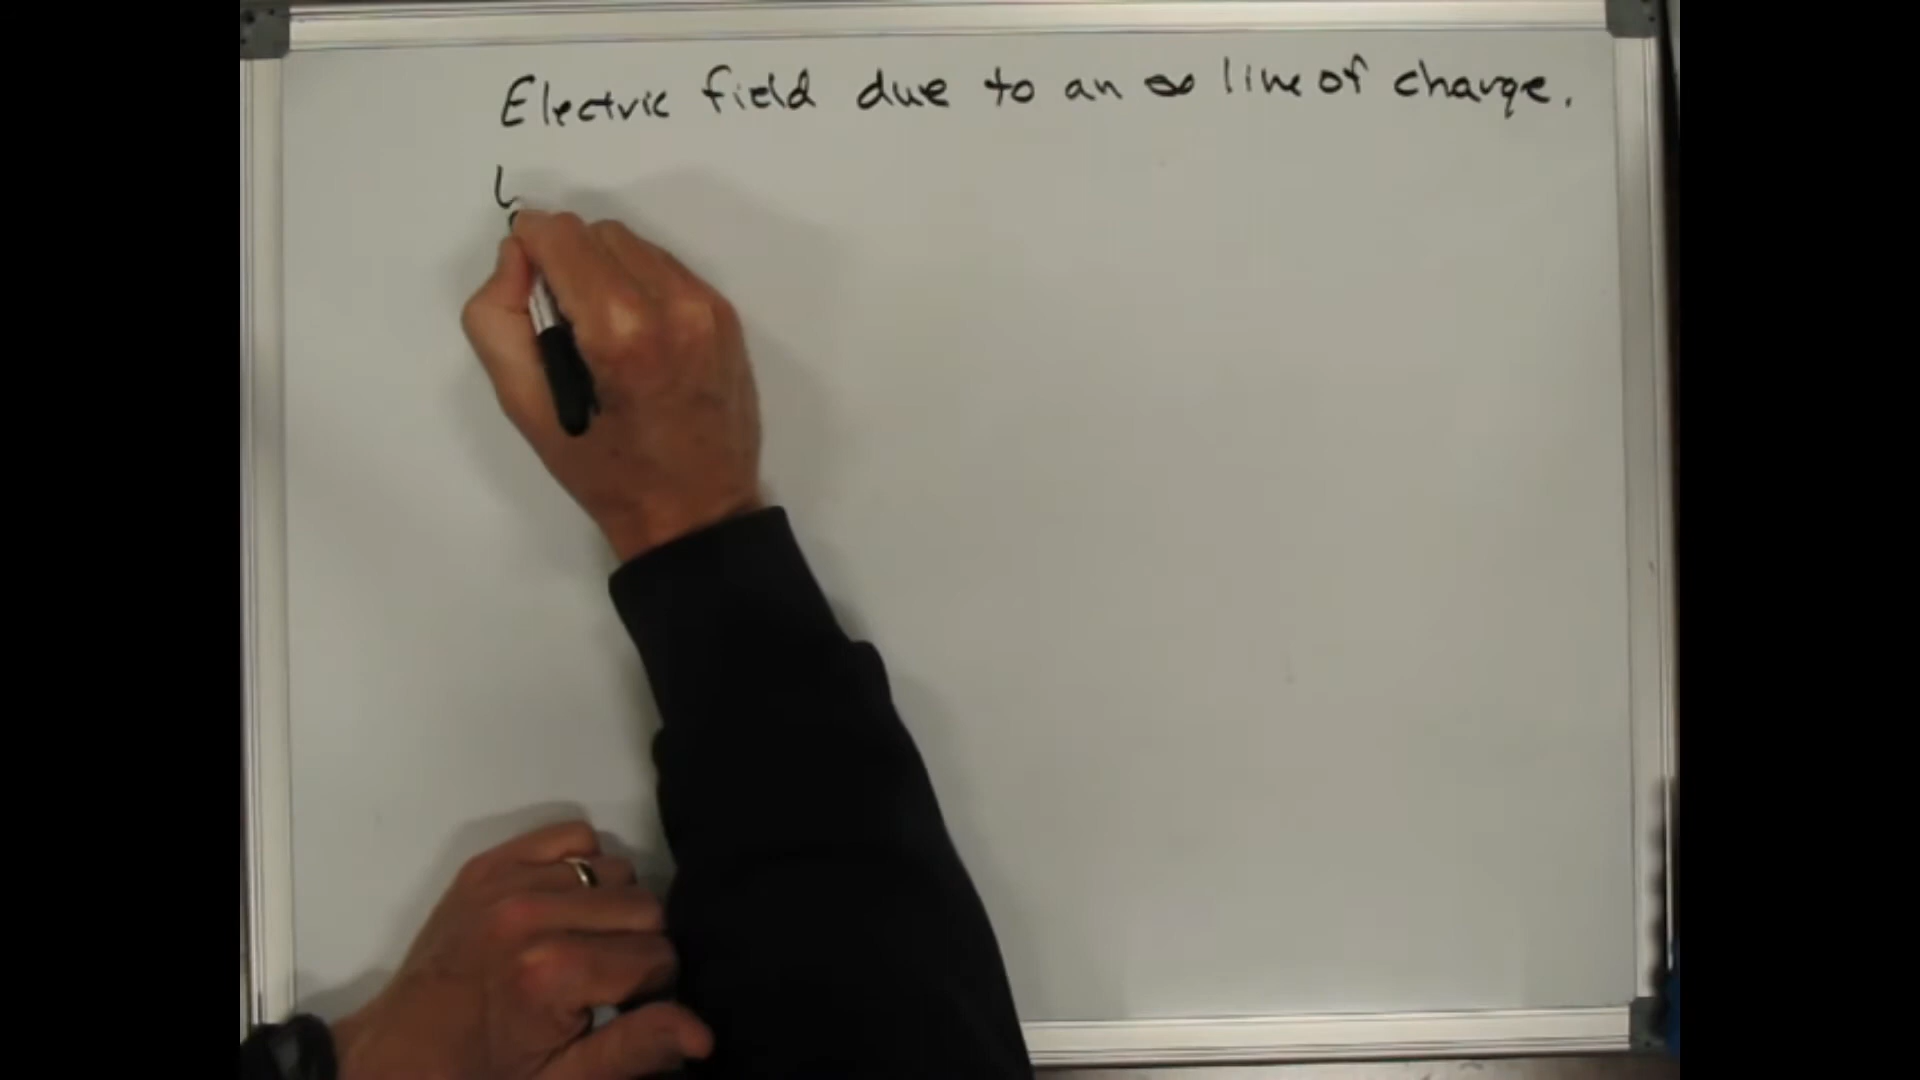 Electric field due to an ∞ line of charge.